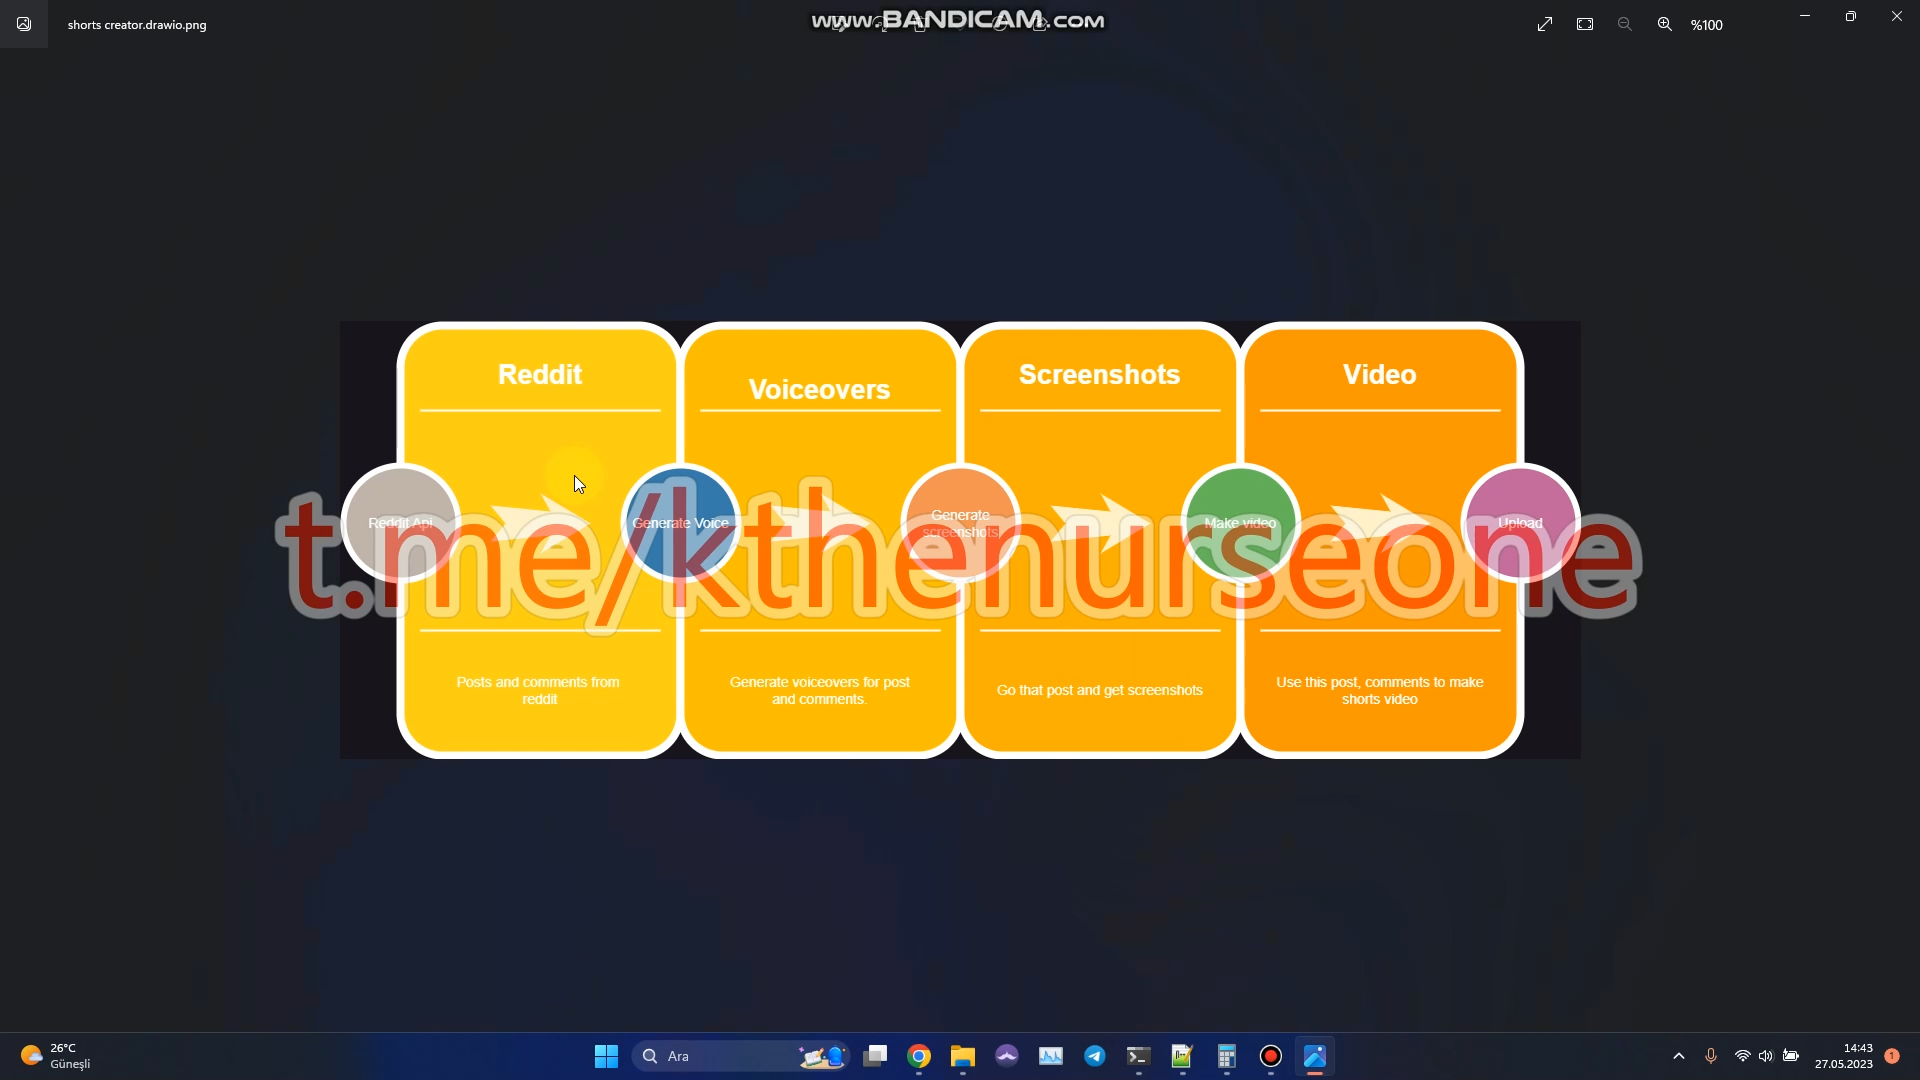 shorts creator.drawio.png
www.BANDICAM.com
%100
Reddit
Voiceovers
Screenshots
Video
Reddit Api
Generate Voice
Generate
screenshots
Make video
Upload
t.me/kthenurseone
Posts and comments from
reddit
Generate voiceovers for post
and comments.
Go that post and get screenshots
Use this post, comments to make
shorts video
26°C
Güneşli
Ara
14:43
27.05.2023
1